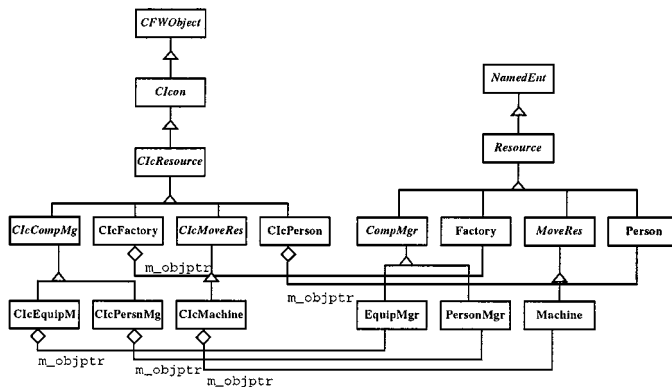 CFWObject
CIcon
NamedEnt
CIcResource
Resource
CIcCompMg CIcFactory CIcMoveRes CIcPerson CompMgr Factory MoveRes Person
m_objptr
m_objptr
CIcEquipM CIcPersnMg CIcMachine EquipMgr PersonMgr Machine
m_objptr m_objptr m_objptr